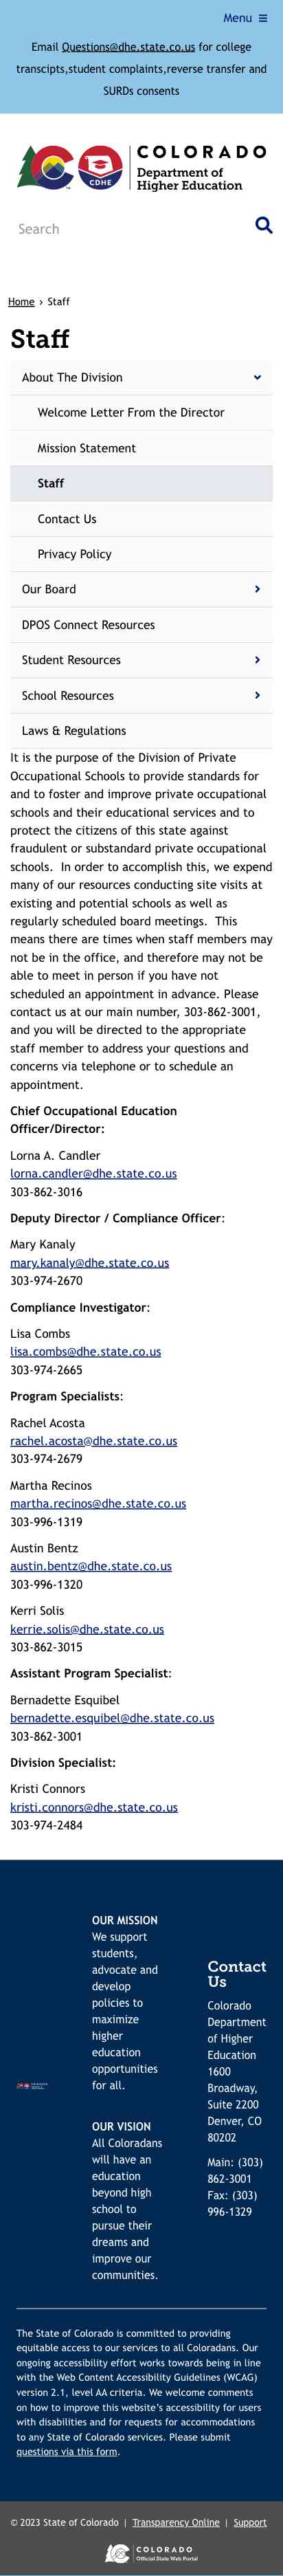 Menu ≡
Email Questions@dhe.state.co.us for college
transcipts,student complaints,reverse transfer and
SURDs consents
CO
CDHE
COLORADO
Department of
Higher Education
Search
Home › Staff
Staff
About The Division
Welcome Letter From the Director
Mission Statement
Staff
Contact Us
Privacy Policy
Our Board
DPOS Connect Resources
Student Resources
School Resources
Laws & Regulations
It is the purpose of the Division of Private
Occupational Schools to provide standards for
and to foster and improve private occupational
schools and their educational services and to
protect the citizens of this state against
fraudulent or substandard private occupational
schools.  In order to accomplish this, we expend
many of our resources conducting site visits at
existing and potential schools as well as
regularly scheduled board meetings.  This
means there are times when staff members may
not be in the office, and therefore may not be
able to meet in person if you have not
scheduled an appointment in advance. Please
contact us at our main number, 303-862-3001,
and you will be directed to the appropriate
staff member to address your questions and
concerns via telephone or to schedule an
appointment.
Chief Occupational Education
Officer/Director:
Lorna A. Candler
lorna.candler@dhe.state.co.us
303-862-3016
Deputy Director / Compliance Officer:
Mary Kanaly
mary.kanaly@dhe.state.co.us
303-974-2670
Compliance Investigator:
Lisa Combs
lisa.combs@dhe.state.co.us
303-974-2665
Program Specialists:
Rachel Acosta
rachel.acosta@dhe.state.co.us
303-974-2679
Martha Recinos
martha.recinos@dhe.state.co.us
303-996-1319
Austin Bentz
austin.bentz@dhe.state.co.us
303-996-1320
Kerri Solis
kerrie.solis@dhe.state.co.us
303-862-3015
Assistant Program Specialist:
Bernadette Esquibel
bernadette.esquibel@dhe.state.co.us
303-862-3001
Division Specialist:
Kristi Connors
kristi.connors@dhe.state.co.us
303-974-2484
OUR MISSION
We support
students,
advocate and
develop
policies to
maximize
higher
education
opportunities
for all.
OUR VISION
All Coloradans
will have an
education
beyond high
school to
pursue their
dreams and
improve our
communities.
Contact
Us
Colorado
Department
of Higher
Education
1600
Broadway,
Suite 2200
Denver, CO
80202
Main: (303)
862-3001
Fax: (303)
996-1329
The State of Colorado is committed to providing
equitable access to our services to all Coloradans. Our
ongoing accessibility effort works towards being in line
with the Web Content Accessibility Guidelines (WCAG)
version 2.1, level AA criteria. We welcome comments
on how to improve this website’s accessibility for users
with disabilities and for requests for accommodations
to any State of Colorado services. Please submit
questions via this form.
© 2023 State of Colorado | Transparency Online | Support
CO
COLORADO
Official State Web Portal